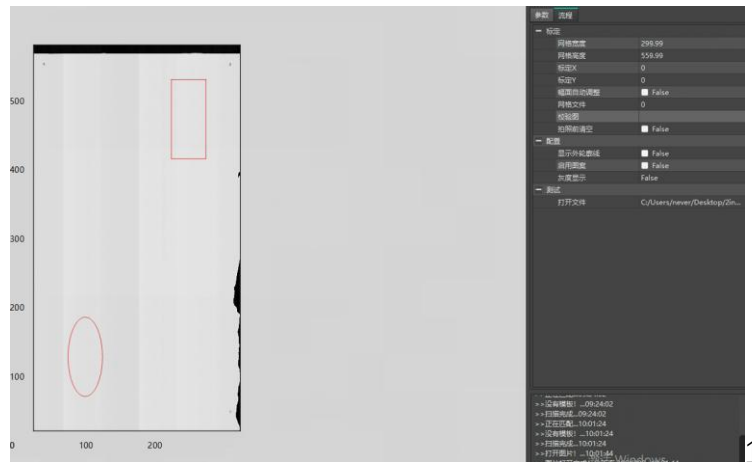 参数 流程
标定
网格宽度 299.99
网格高度 559.99
标定X 0
标定Y 0
幅面自动调整 False
网格文件 0
校验图
拍照前清空 False
配置
显示外轮廓线 False
启用图案 False
灰度显示 False
测试
打开文件 C:/Users/never/Desktop/2in...
500
400
300
200
100
0 100 200
>>没有模板! ...09:24:02
>>扫描完成...09:24:02
>>正在匹配...10:01:24
>>没有模板! ...10:01:24
>>扫描完成...10:01:24
>>打开图片! ...10:01:44
Windows